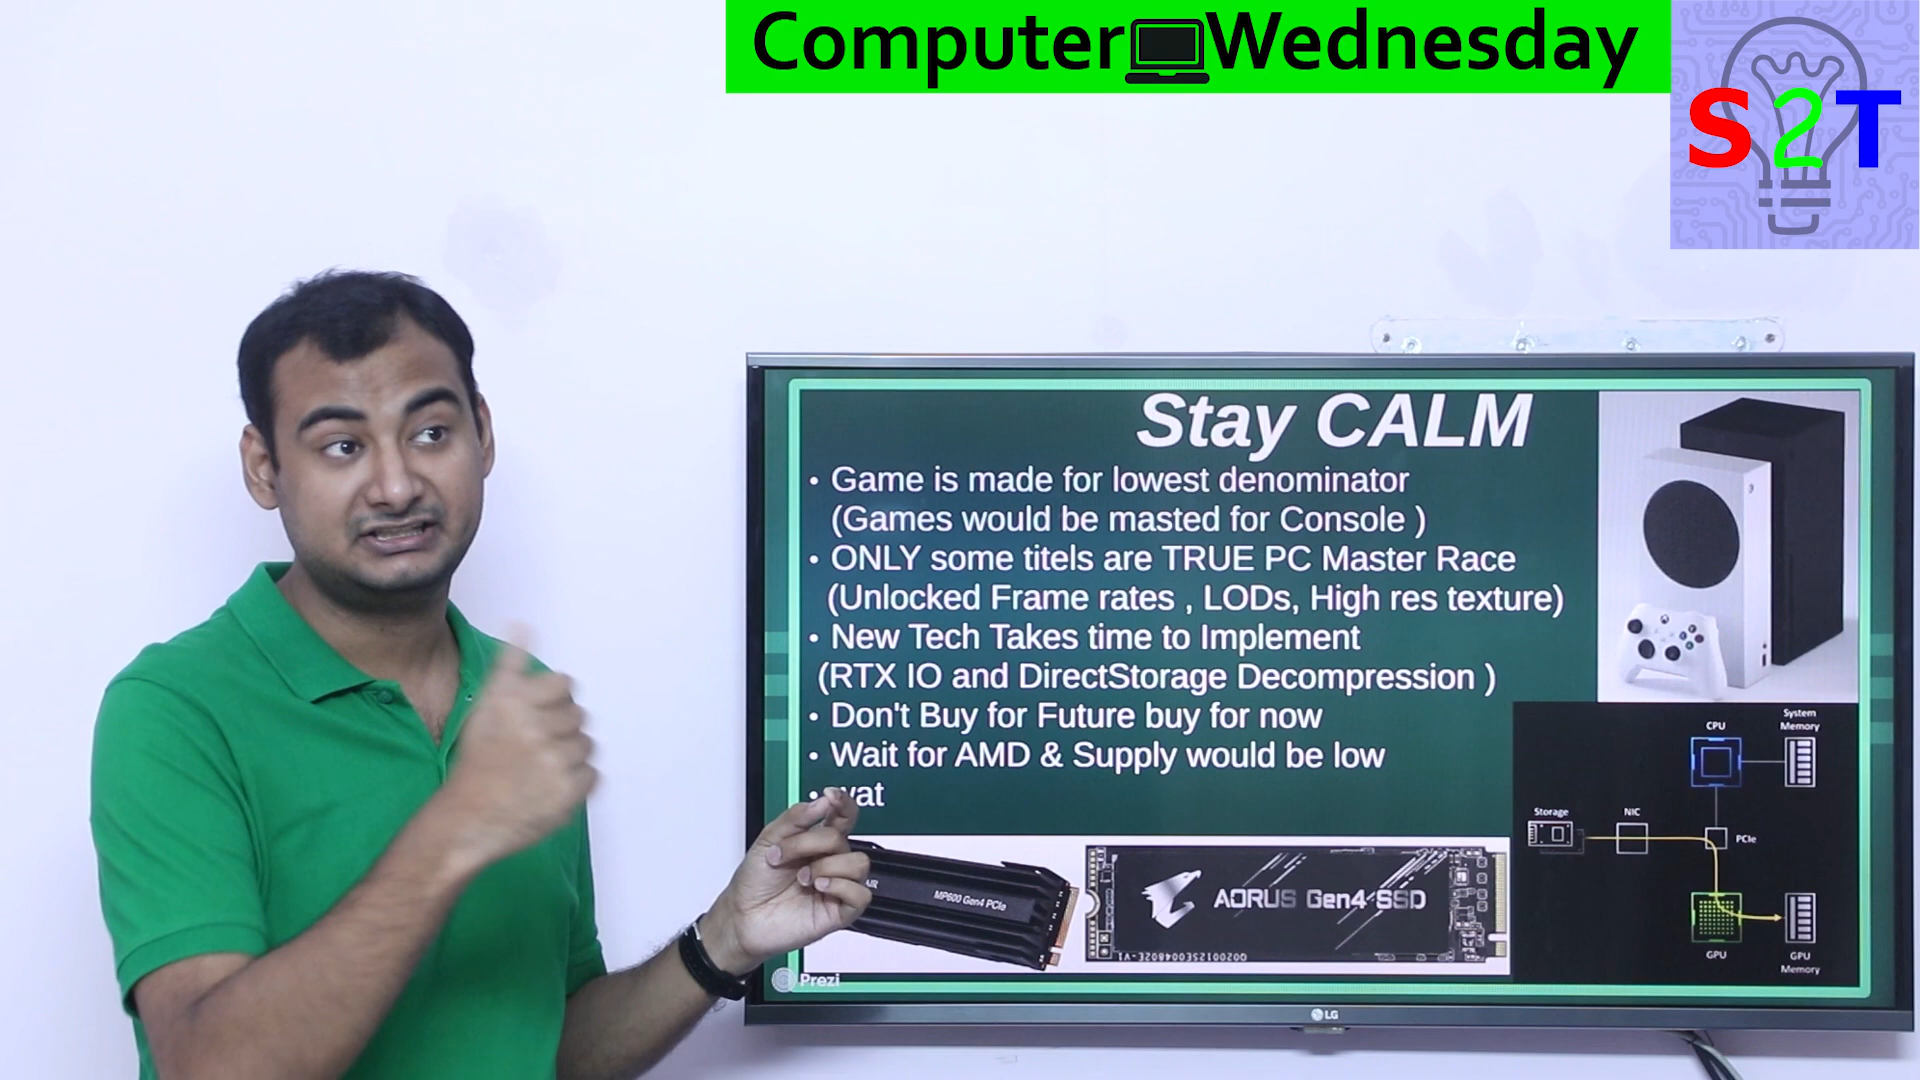 Computer Wednesday
S2T
Stay CALM
• Game is made for lowest denominator
(Games would be masted for Console )
• ONLY some titels are TRUE PC Master Race
(Unlocked Frame rates , LODs, High res texture)
• New Tech Takes time to Implement
(RTX IO and DirectStorage Decompression )
• Don't Buy for Future buy for now
• Wait for AMD & Supply would be low
CPU
System
Memory
Storage
NIC
PCIe
GPU
GPU
Memory
MP600 Gen4 PCIe
AORUS Gen4 SSD
Prezi
LG